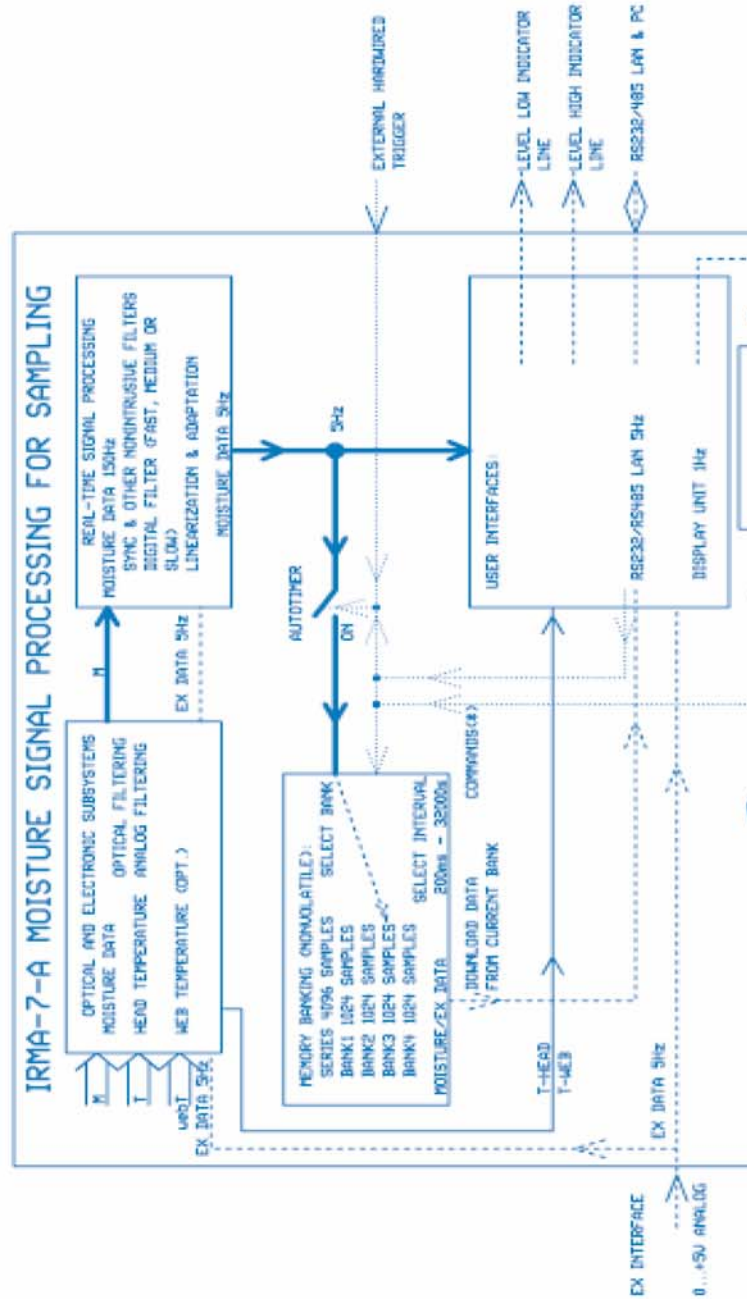 IRMA-7-A MOISTURE SIGNAL PROCESSING FOR SAMPLING
M
T
webT
EX DATA 5Hz
OPTICAL AND ELECTRONIC SUBSYSTEMS
MOISTURE DATA
OPTICAL FILTERING
HEAD TEMPERATURE ANALOG FILTERING
WEB TEMPERATURE (OPT.)
M
EX DATA 5Hz
REAL-TIME SIGNAL PROCESSING
MOISTURE DATA 150Hz
SYNC & OTHER NONINTRUSIVE FILTERS
DIGITAL FILTER (FAST, MEDIUM OR
SLOW)
LINEARIZATION & ADAPTATION
MOISTURE DATA 5Hz
AUTOTIMER
ON
5Hz
EXTERNAL HARDWIRED
TRIGGER
MEMORY BANKING (NONVOLATILE):
SERIES 4096 SAMPLES SELECT BANK
BANK1 1024 SAMPLES
BANK2 1024 SAMPLES
BANK3 1024 SAMPLES
BANK4 1024 SAMPLES
SELECT INTERVAL
MOISTURE/EX DATA 200ms - 32000s
DOWNLOAD DATA
FROM CURRENT BANK
COMMANDS(*)
USER INTERFACES:
RS232/RS485 LAN 5Hz
DISPLAY UNIT 1Hz
LEVEL LOW INDICATOR
LINE
LEVEL HIGH INDICATOR
LINE
RS232/485 LAN & PC
T-HEAD
T-WEB
EX DATA 5Hz
EX INTERFACE
0...+5V ANALOG